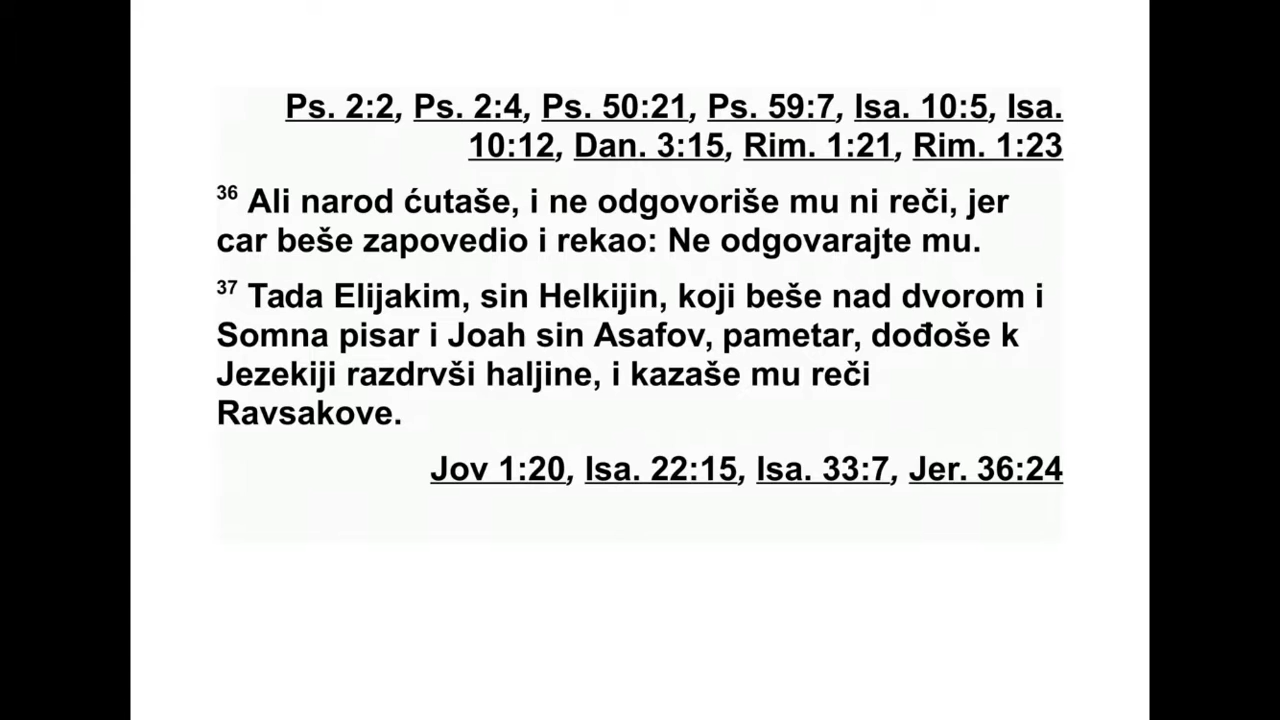 Ps. 2:2, Ps. 2:4, Ps. 50:21, Ps. 59:7, Isa. 10:5, Isa.
10:12, Dan. 3:15, Rim. 1:21, Rim. 1:23
36 Ali narod ćutaše, i ne odgovoriše mu ni reči, jer
car beše zapovedio i rekao: Ne odgovarajte mu.
37 Tada Elijakim, sin Helkijin, koji beše nad dvorom i
Somna pisar i Joah sin Asafov, pametar, dođoše k
Jezekiji razdrvši haljine, i kazaše mu reči
Ravsakove.
Jov 1:20, Isa. 22:15, Isa. 33:7, Jer. 36:24